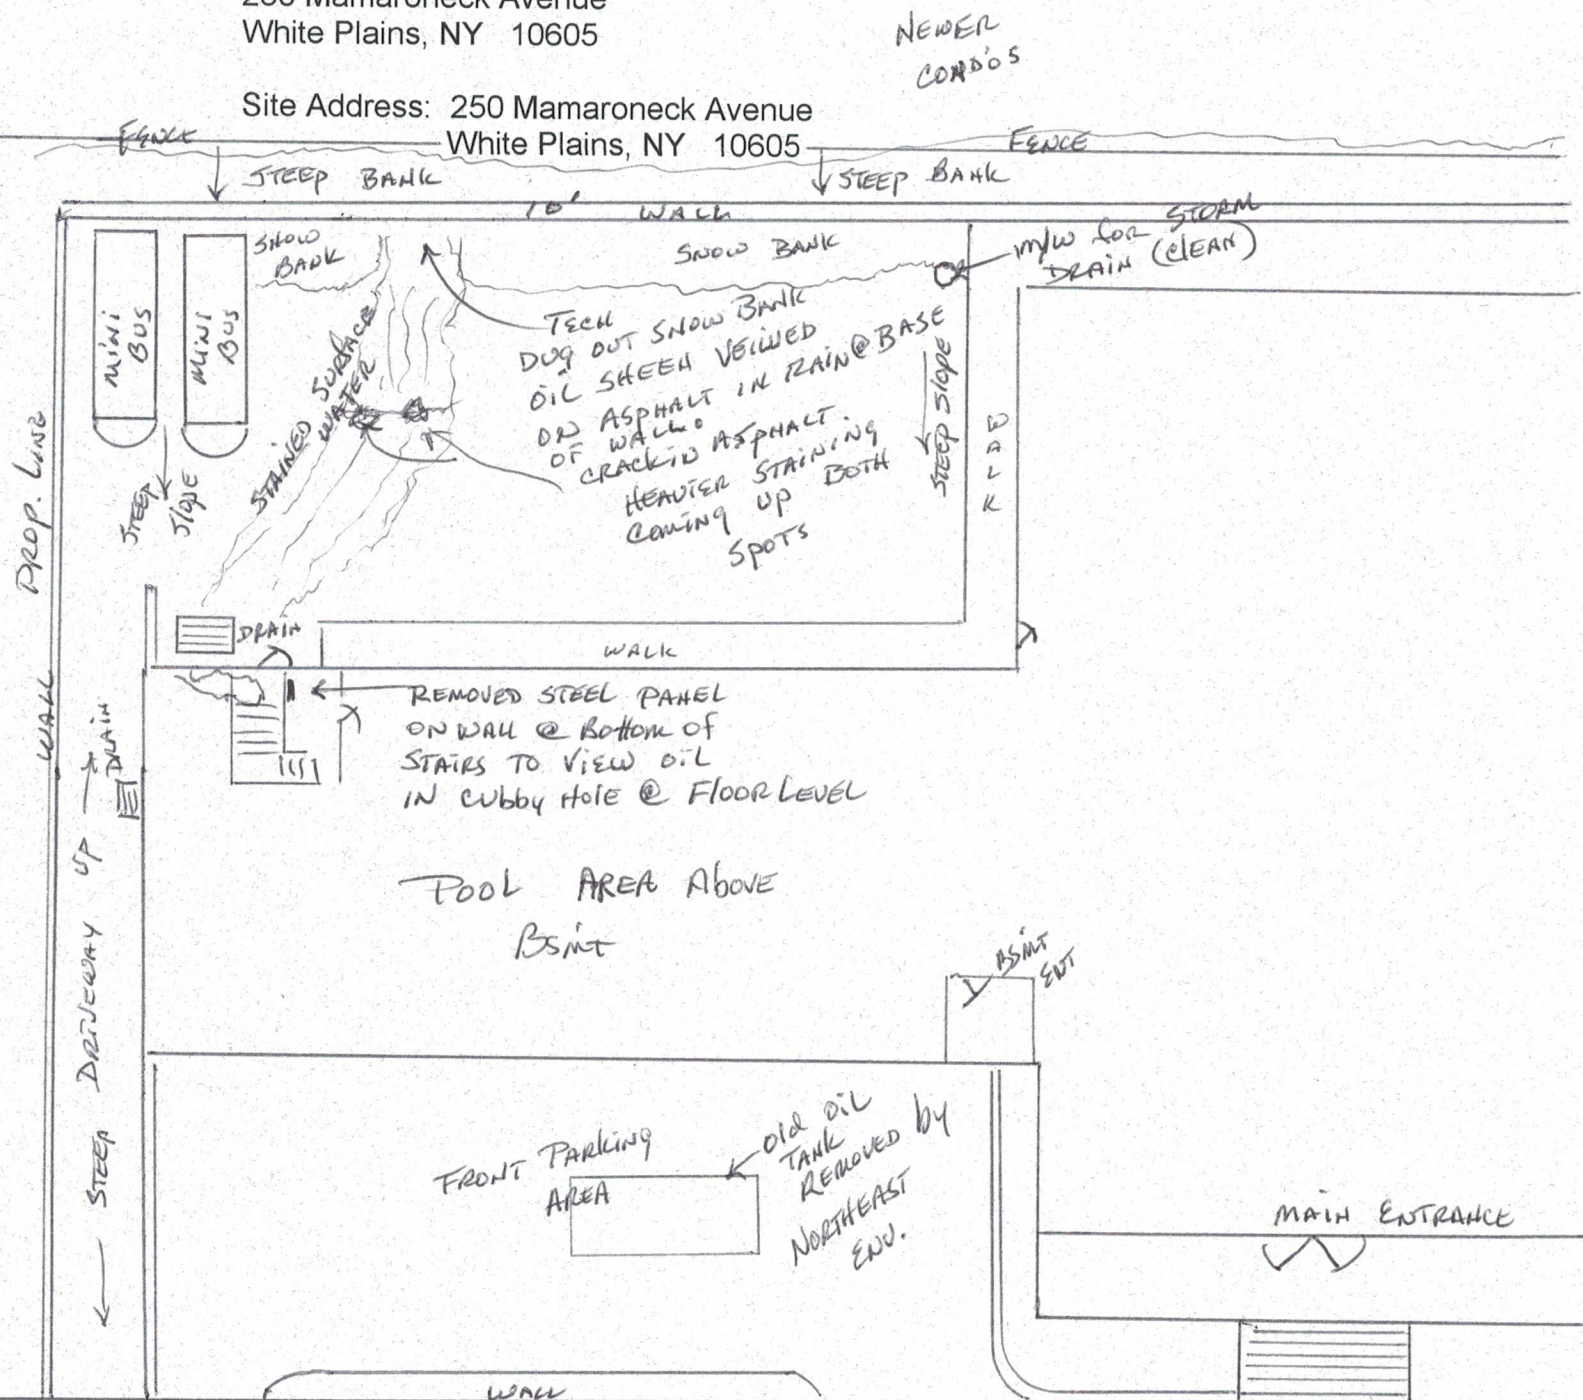 White Plains, NY 10605
NEWER
CONDOS
Site Address: 250 Mamaroneck Avenue
White Plains, NY 10605
FENCE
FENCE
STEEP BANK
STEEP BANK
10' WALL
SNOW
BANK
SNOW BANK
M/W for STORM
DRAIN (CLEAN)
MINI
BUS
MINI
BUS
STAINED SURFACE
WATER
TECH
DUG OUT SNOW BANK
OIL SHEEN VEIWED
ON ASPHALT IN RAIN @ BASE
OF WALL.
CRACK IN ASPHALT.
HEAVIER STAINING
COMING UP BOTH
SPOTS
STEEP SLOPE
WALK
STEEP
SLOPE
PROP. LINE
WALL
DRAIN
WALK
REMOVED STEEL PANEL
ON WALL @ Bottom of
STAIRS TO VIEW OIL
IN CUBBY HOLE @ FLOOR LEVEL
DRAIN
STEEP DRIVEWAY UP
POOL AREA ABOVE
BSMT
BSMT
ENT
FRONT PARKING
AREA
OLD OIL
TANK
REMOVED by
NORTHEAST
ENV.
MAIN ENTRANCE
WALL